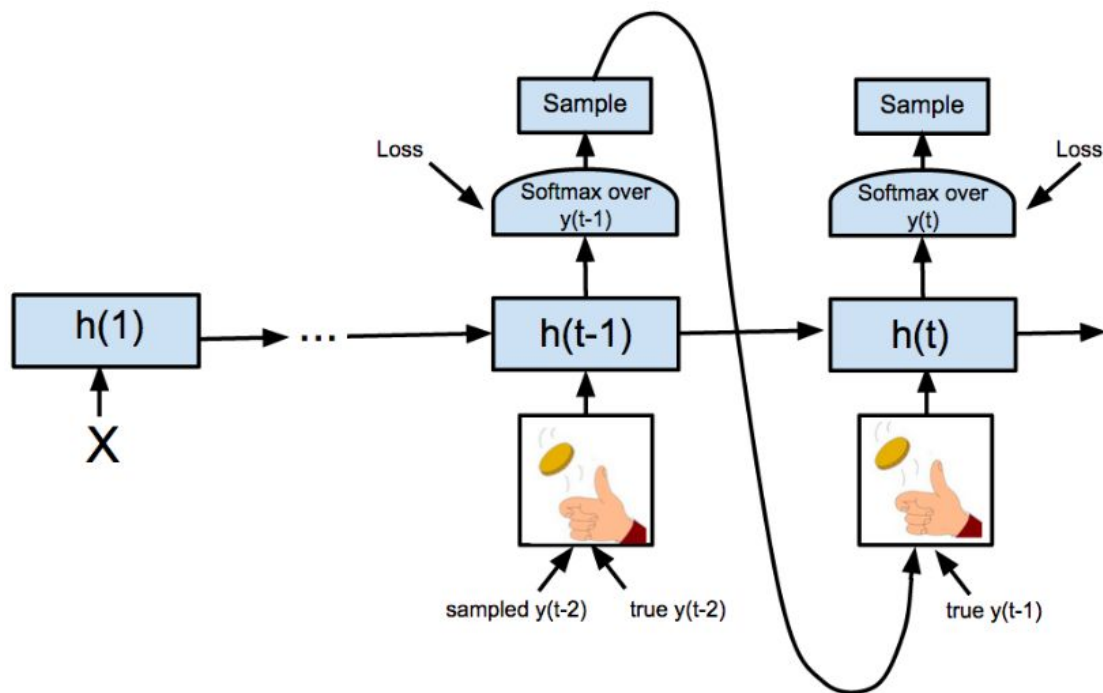 Sample
Sample
Loss
Loss
Softmax over
y(t-1)
Softmax over
y(t)
h(1)
...
h(t-1)
h(t)
X
sampled y(t-2)
true y(t-2)
true y(t-1)